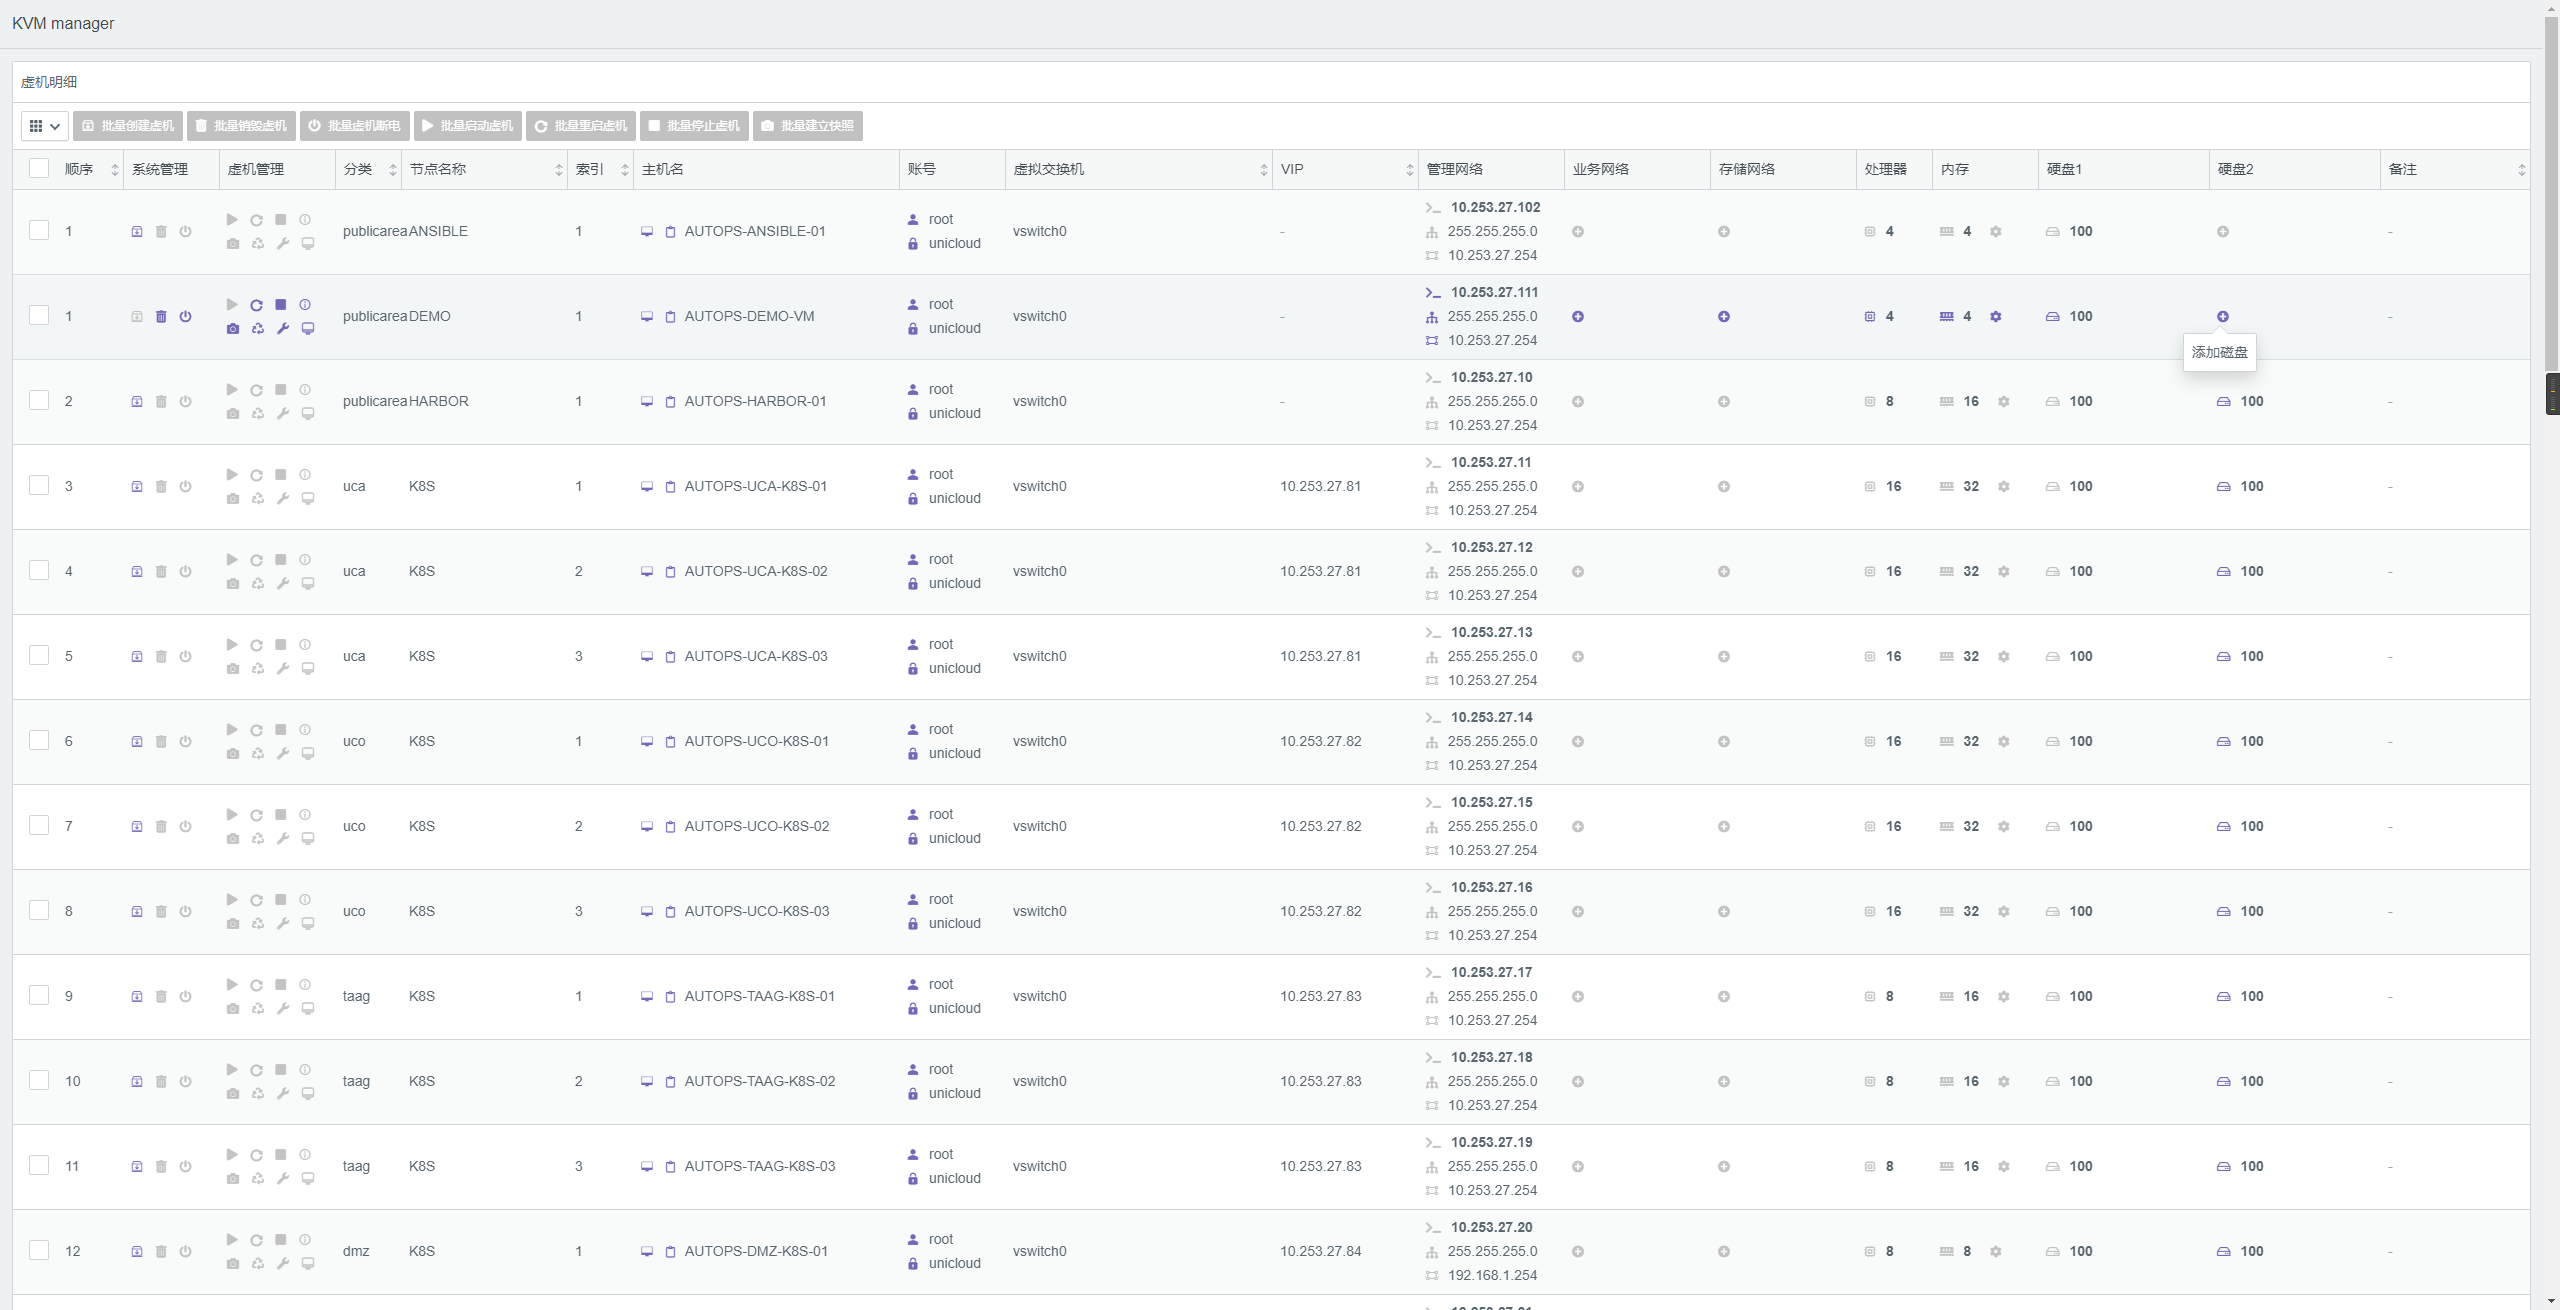 KVM manager
虚机明细
批量创建虚机 批量销毁虚机 批量虚机断电 批量启动虚机 批量重启虚机 批量停止虚机 批量建立快照
顺序 系统管理 虚机管理 分类 节点名称 索引 主机名 账号 虚拟交换机 VIP 管理网络 业务网络 存储网络 处理器 内存 硬盘1 硬盘2 备注
root 10.253.27.102
1 publicarea ANSIBLE 1 AUTOPS-ANSIBLE-01 vswitch0 - 255.255.255.0 4 4 100 -
unicloud 10.253.27.254
root 10.253.27.111
1 publicarea DEMO 1 AUTOPS-DEMO-VM vswitch0 - 255.255.255.0 4 4 100 -
unicloud 10.253.27.254
添加磁盘
root 10.253.27.10
2 publicarea HARBOR 1 AUTOPS-HARBOR-01 vswitch0 - 255.255.255.0 8 16 100 100 -
unicloud 10.253.27.254
root 10.253.27.11
3 uca K8S 1 AUTOPS-UCA-K8S-01 vswitch0 10.253.27.81 255.255.255.0 16 32 100 100 -
unicloud 10.253.27.254
root 10.253.27.12
4 uca K8S 2 AUTOPS-UCA-K8S-02 vswitch0 10.253.27.81 255.255.255.0 16 32 100 100 -
unicloud 10.253.27.254
root 10.253.27.13
5 uca K8S 3 AUTOPS-UCA-K8S-03 vswitch0 10.253.27.81 255.255.255.0 16 32 100 100 -
unicloud 10.253.27.254
root 10.253.27.14
6 uco K8S 1 AUTOPS-UCO-K8S-01 vswitch0 10.253.27.82 255.255.255.0 16 32 100 100 -
unicloud 10.253.27.254
root 10.253.27.15
7 uco K8S 2 AUTOPS-UCO-K8S-02 vswitch0 10.253.27.82 255.255.255.0 16 32 100 100 -
unicloud 10.253.27.254
root 10.253.27.16
8 uco K8S 3 AUTOPS-UCO-K8S-03 vswitch0 10.253.27.82 255.255.255.0 16 32 100 100 -
unicloud 10.253.27.254
root 10.253.27.17
9 taag K8S 1 AUTOPS-TAAG-K8S-01 vswitch0 10.253.27.83 255.255.255.0 8 16 100 100 -
unicloud 10.253.27.254
root 10.253.27.18
10 taag K8S 2 AUTOPS-TAAG-K8S-02 vswitch0 10.253.27.83 255.255.255.0 8 16 100 100 -
unicloud 10.253.27.254
root 10.253.27.19
11 taag K8S 3 AUTOPS-TAAG-K8S-03 vswitch0 10.253.27.83 255.255.255.0 8 16 100 100 -
unicloud 10.253.27.254
root 10.253.27.20
12 dmz K8S 1 AUTOPS-DMZ-K8S-01 vswitch0 10.253.27.84 255.255.255.0 8 8 100 100 -
unicloud 192.168.1.254